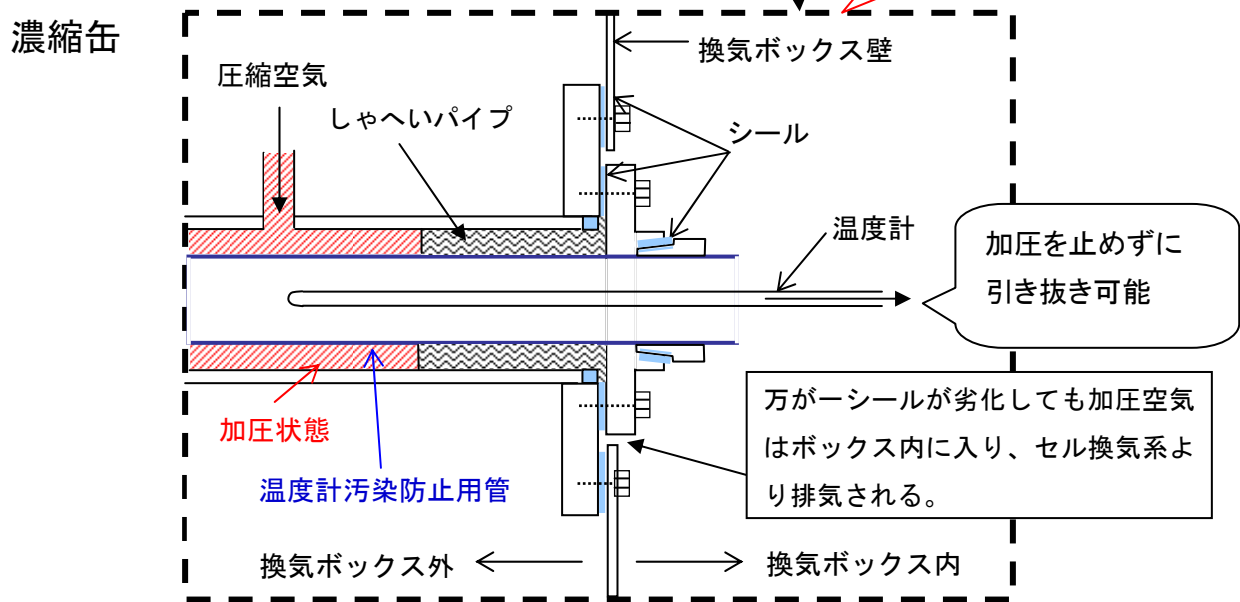 濃縮缶
換気ボックス壁
圧縮空気
しゃへいパイプ
シール
温度計
加圧を止めずに
引き抜き可能
加圧状態
温度計汚染防止用管
万が一シールが劣化しても加圧空気
はボックス内に入り、セル換気系よ
り排気される。
換気ボックス外
換気ボックス内